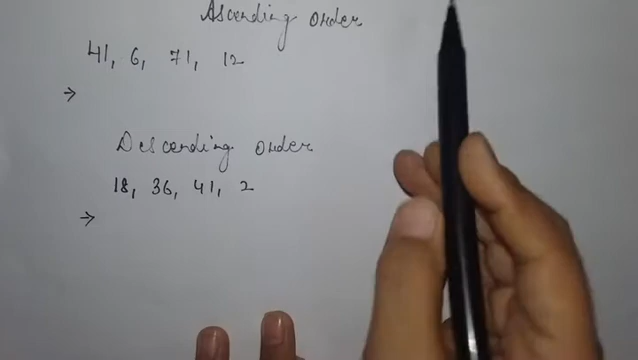 Ascending order
41, 6, 71, 12
→
Descending order
18, 36, 41, 2
→